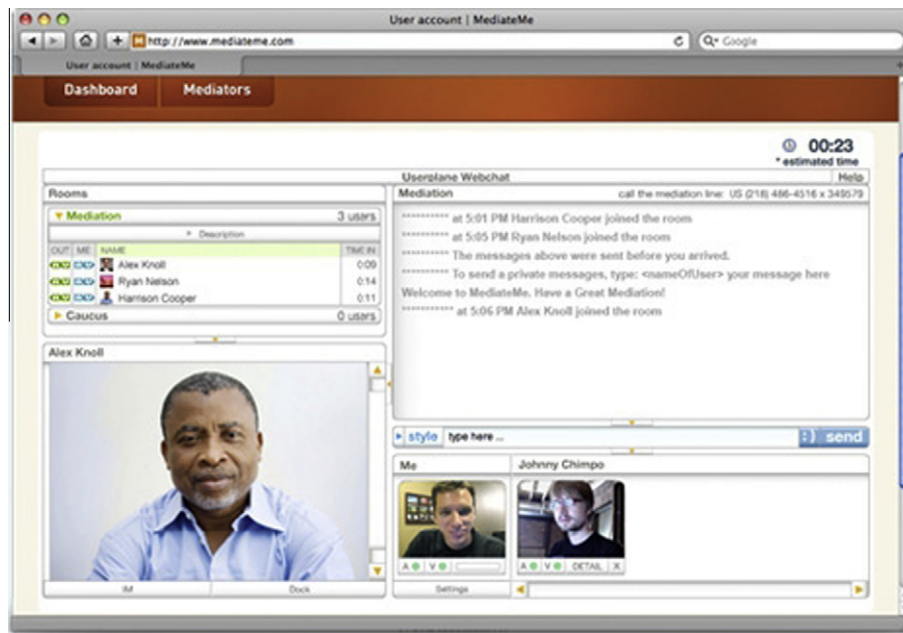 User account | MediateMe
http://www.mediateme.com
Google
User account | MediateMe
Dashboard Mediators
00:23
* estimated time
Userplane Webchat Help
Rooms
Mediation 3 users
Description
OUT ME NAME TIME IN
Alex Knoll 0:09
Ryan Nelson 0:14
Harrison Cooper 0:11
Caucus 0 users
Alex Knoll
IM Dock
Mediation call the mediation line: US (218) 486-4516 x 349579
********** at 5:01 PM Harrison Cooper joined the room
********** at 5:05 PM Ryan Nelson joined the room
********** The messages above were sent before you arrived.
********** To send a private messages, type: <nameOfUser> your message here
Welcome to MediateMe. Have a Great Mediation!
*********** at 5:06 PM Alex Knoll joined the room
style type here ... :) send
Me Johnny Chimpo
A V A V DETAIL X
Settings